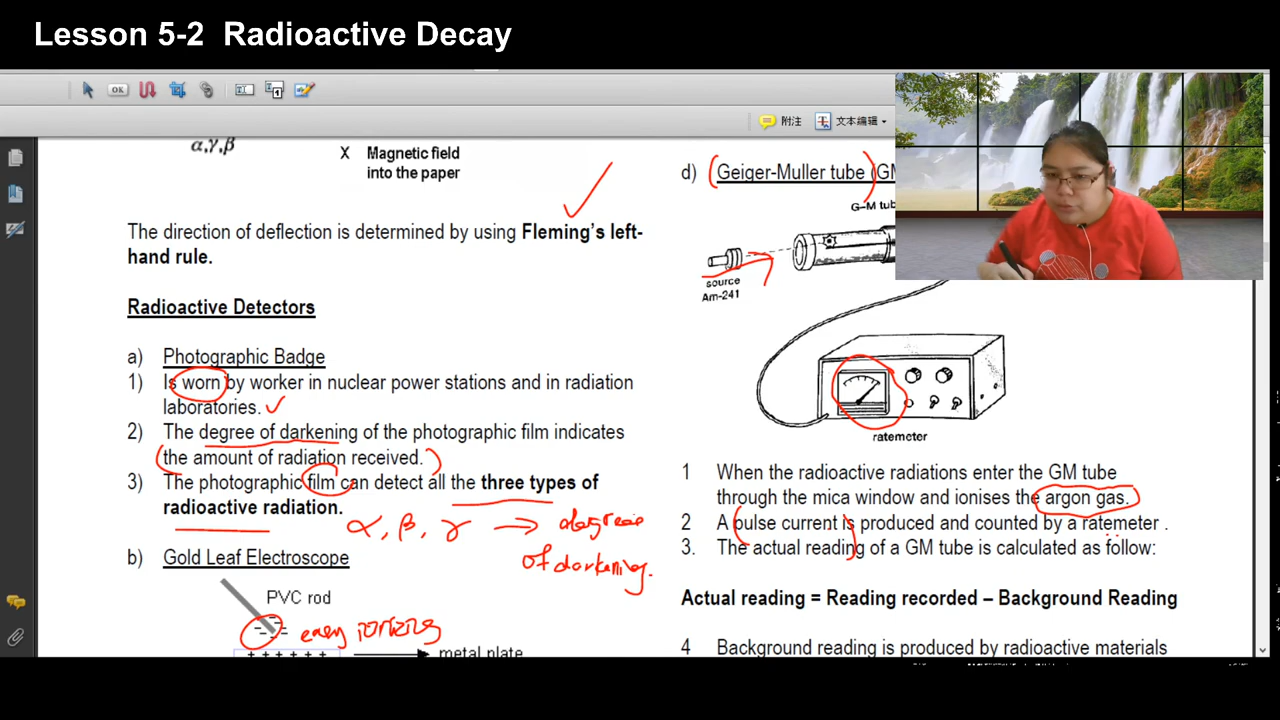 Lesson 5-2 Radioactive Decay
OK
附注
文本编辑
α,γ,β
X Magnetic field
into the paper
The direction of deflection is determined by using Fleming's left-
hand rule.
Radioactive Detectors
a) Photographic Badge
1) Is worn by worker in nuclear power stations and in radiation
laboratories.
2) The degree of darkening of the photographic film indicates
the amount of radiation received.
3) The photographic film can detect all the three types of
radioactive radiation.
α, β, γ → degree
of darkening.
b) Gold Leaf Electroscope
PVC rod
easy ionizing
metal plate
d) Geiger-Muller tube (GM
G-M tub
source
Am-241
ratemeter
1 When the radioactive radiations enter the GM tube
through the mica window and ionises the argon gas.
2 A pulse current is produced and counted by a ratemeter .
3. The actual reading of a GM tube is calculated as follow:
Actual reading = Reading recorded – Background Reading
4 Background reading is produced by radioactive materials